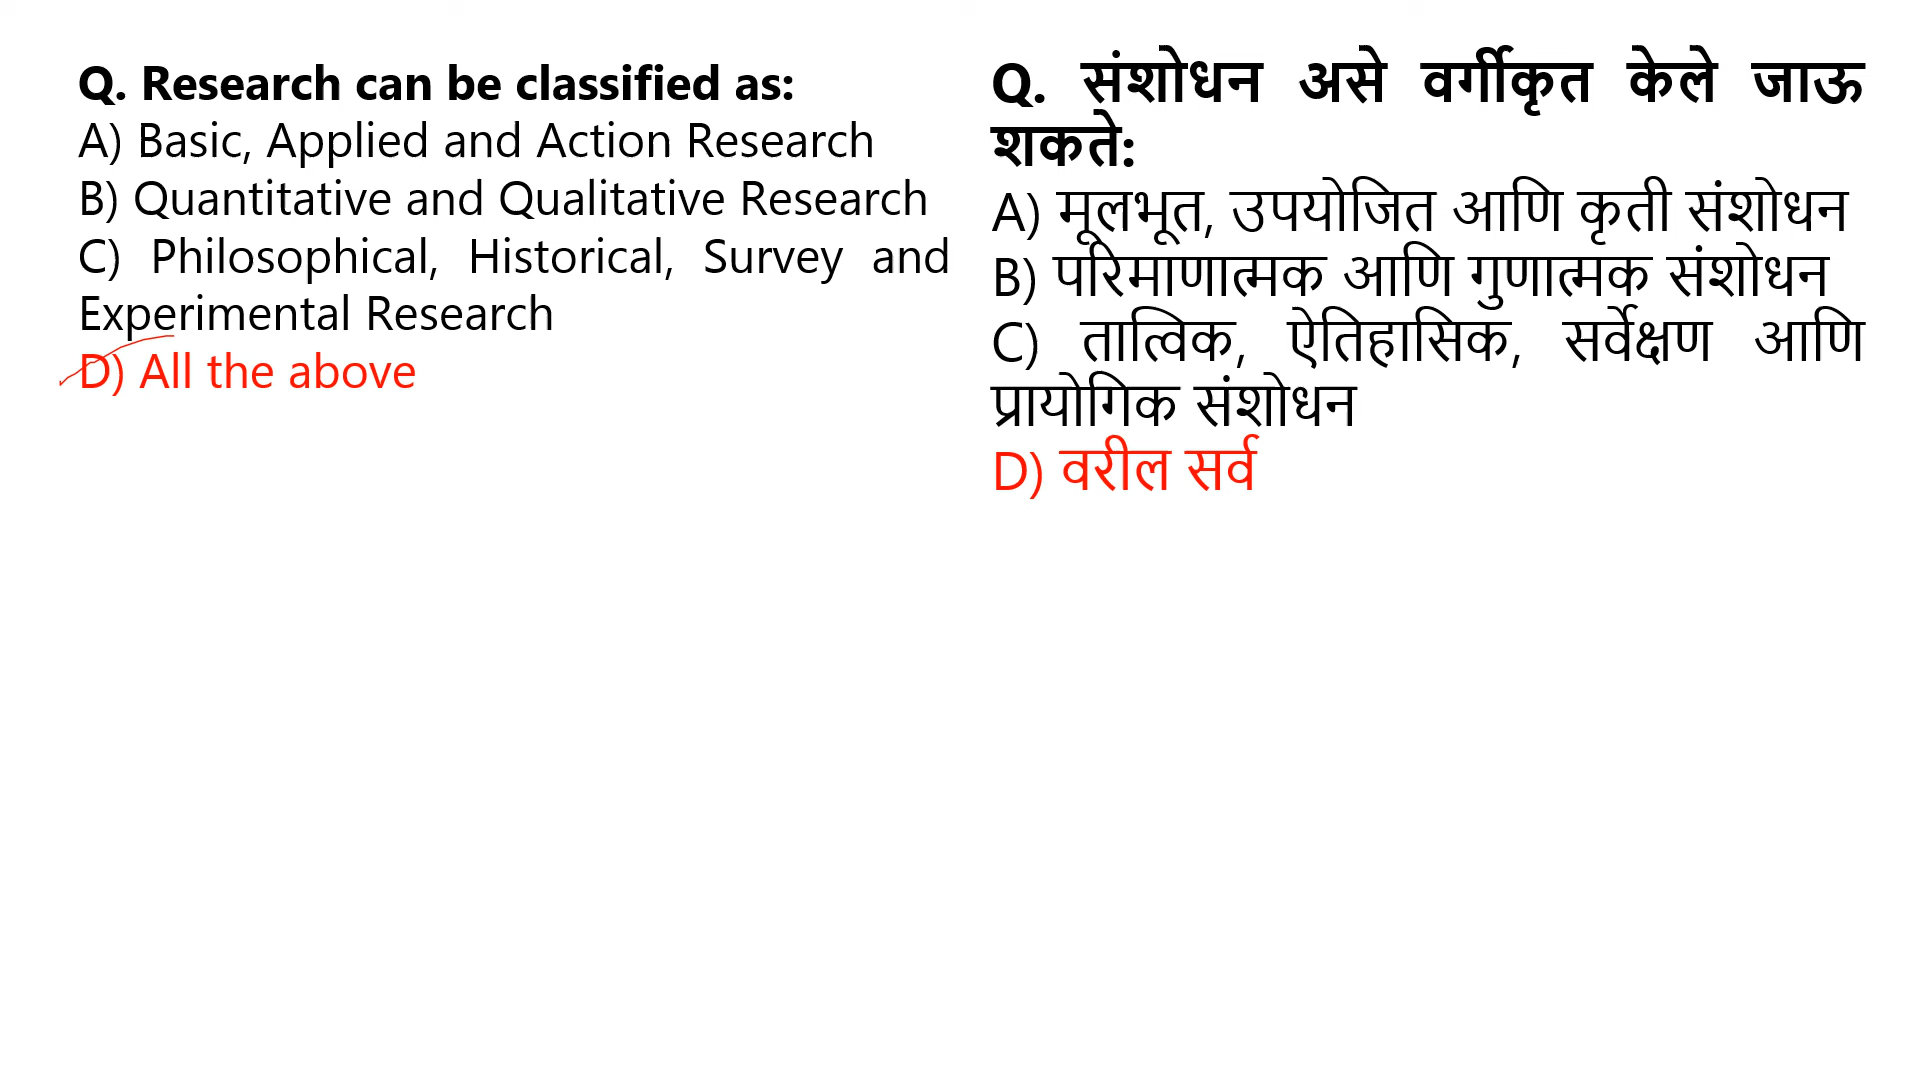 Q. Research can be classified as:
A) Basic, Applied and Action Research
B) Quantitative and Qualitative Research
C) Philosophical, Historical, Survey and
Experimental Research
D) All the above
Q. संशोधन असे वर्गीकृत केले जाऊ
शकते:
A) मूलभूत, उपयोजित आणि कृती संशोधन
B) परिमाणात्मक आणि गुणात्मक संशोधन
C) तात्विक, ऐतिहासिक, सर्वेक्षण आणि
प्रायोगिक संशोधन
D) वरील सर्व